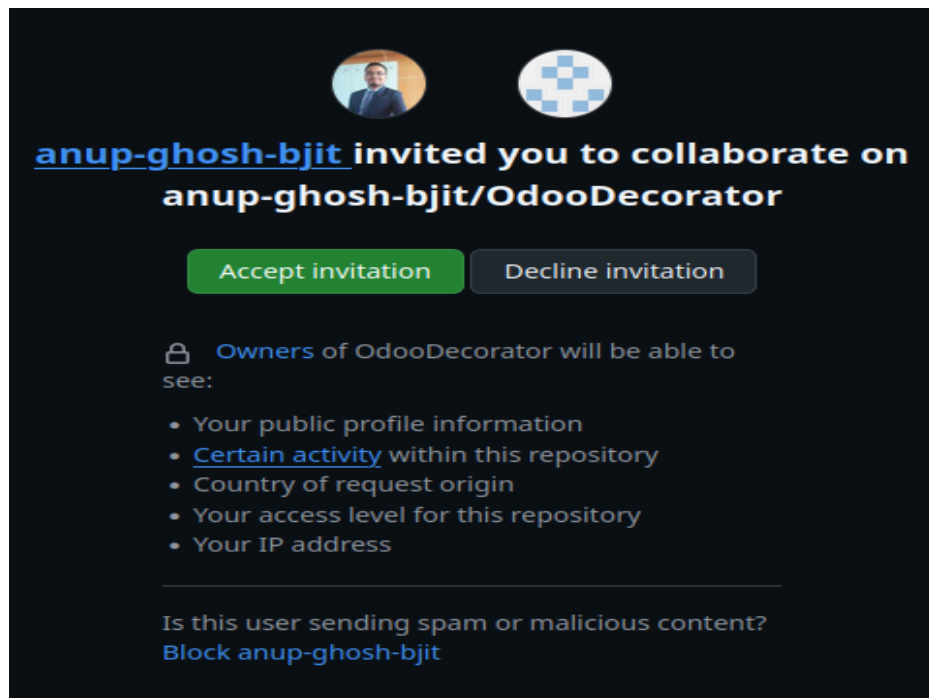 anup-ghosh-bjit invited you to collaborate on
anup-ghosh-bjit/OdooDecorator
Accept invitation
Decline invitation
Owners of OdooDecorator will be able to
see:
• Your public profile information
• Certain activity within this repository
• Country of request origin
• Your access level for this repository
• Your IP address
Is this user sending spam or malicious content?
Block anup-ghosh-bjit